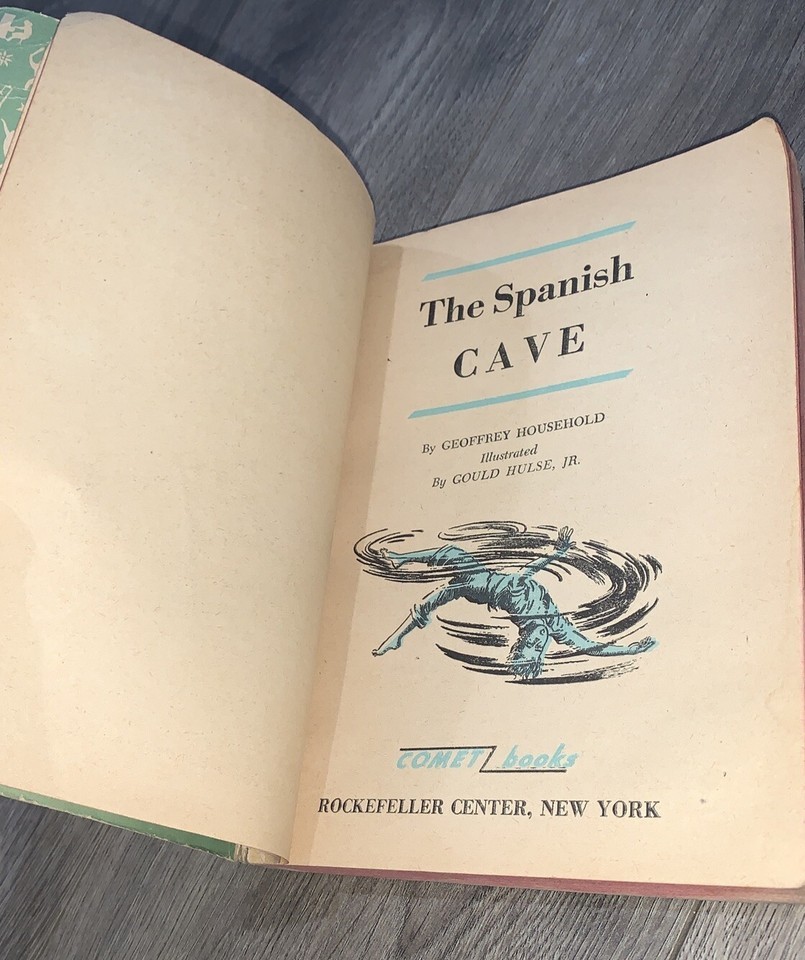 The Spanish
CAVE
By GEOFFREY HOUSEHOLD
Illustrated
By GOULD HULSE, JR.
COMET books
ROCKEFELLER CENTER, NEW YORK